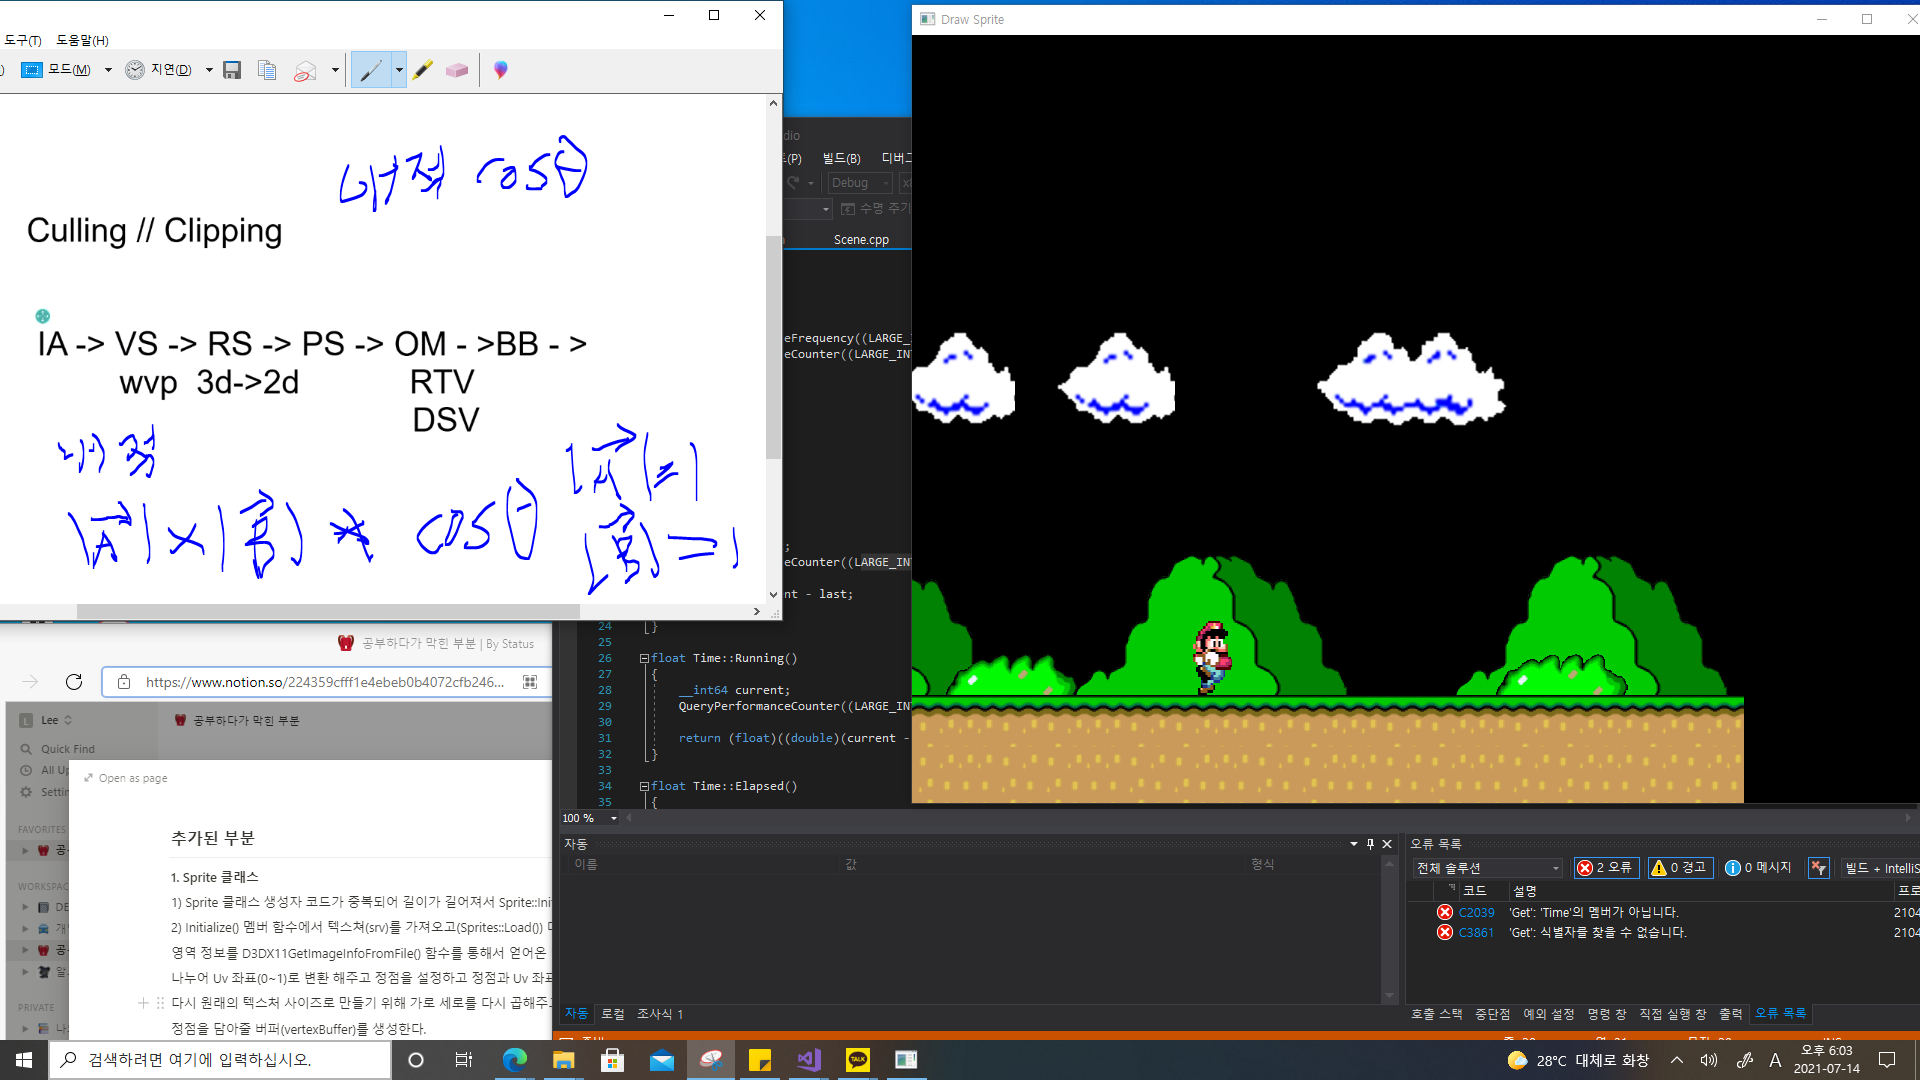 도구(T) 도움말(H)
모드(M) 지연(D)
내적 cosθ
Culling // Clipping
IA -> VS -> RS -> PS -> OM - >BB - >
wvp 3d->2d RTV
DSV
내적
|A|×|B| * cosθ
|A|=1
|B|=1
Draw Sprite
dio
빌드(B) 디버그
Debug
수명 주기
Scene.cpp
eFrequency((LARGE_I
eCounter((LARGE_IN
;
eCounter((LARGE_IN
nt - last;
24 }
25
26 float Time::Running()
27 {
28 __int64 current;
29 QueryPerformanceCounter((LARGE_IN
30
31 return (float)((double)(current -
32 }
33
34 float Time::Elapsed()
35 {
100 %
공부하다가 막힌 부분 | By Status
https://www.notion.so/224359cfff1e4ebeb0b4072cfb246...
L Lee
공부하다가 막힌 부분
Quick Find
All Up
Settin
FAVORITES
공
WORKSPAC
DE
개
공
알
PRIVATE
나
Open as page
추가된 부분
1. Sprite 클래스
1) Sprite 클래스 생성자 코드가 중복되어 길이가 길어져서 Sprite::Ini
2) Initialize() 멤버 함수에서 텍스쳐(srv)를 가져오고(Sprites::Load())
영역 정보를 D3DX11GetImageInfoFromFile() 함수를 통해서 얻어온
나누어 Uv 좌표(0~1)로 변환 해주고 정점을 설정하고 정점과 Uv 좌표
다시 원래의 텍스처 사이즈로 만들기 위해 가로 세로를 다시 곱해주고
정점을 담아줄 버퍼(vertexBuffer)를 생성한다.
자동
이름 값 형식
자동 로컬 조사식 1
오류 목록
전체 솔루션 2 오류 0 경고 0 메시지 빌드 + IntelliS
코드 설명 프로
C2039 'Get': 'Time'의 멤버가 아닙니다. 2104
C3861 'Get': 식별자를 찾을 수 없습니다. 2104
호출 스택 중단점 예외 설정 명령 창 직접 실행 창 출력 오류 목록
검색하려면 여기에 입력하십시오.
TALK
28°C 대체로 화창
A
오후 6:03
2021-07-14